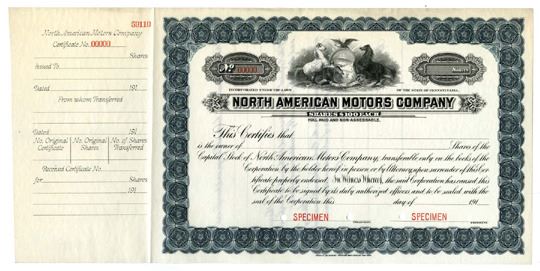 59110
North American Motors Company
Certificate No. 00000
Shares
Issued To
Dated 191
From whom Transferred
Dated 191
No. Original Certificate
No. Original Shares
No. of Shares Transferred
Received Certificate No.
for Shares
191
No 00000
Shares
INCORPORATED UNDER THE LAWS OF THE STATE OF PENNSYLVANIA.
NORTH AMERICAN MOTORS COMPANY
SHARES $100 EACH
FULL PAID AND NON-ASSESSABLE.
This Certifies that
is the owner of Shares of the
Capital Stock of North American Motors Company, transferable only on the books of the
Corporation by the holder hereof in person or by Attorney upon surrender of this Cer
tificate properly endorsed. In Witness Whereof, the said Corporation has caused this
Certificate to be signed by its duly authorized officers and to be sealed with the
seal of the Corporation this day of 191
SPECIMEN SPECIMEN